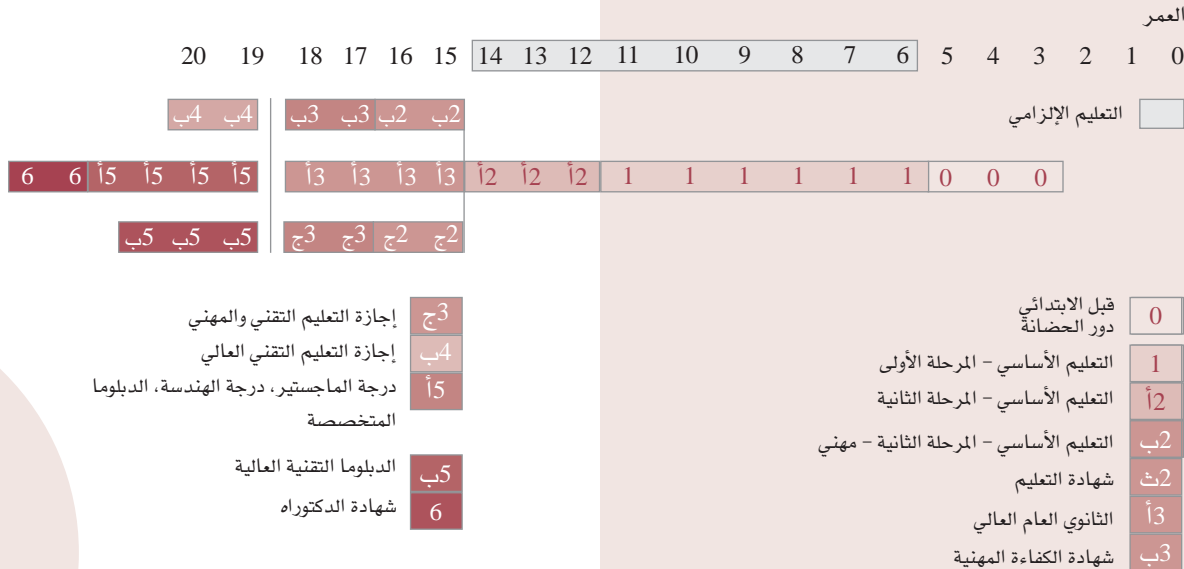 العمر
0 1 2 3 4 5 6 7 8 9 10 11 12 13 14 15 16 17 18 19 20
التعليم الإلزامي
2ب 2ب 3ب 3ب 4ب 4ب
0 0 0 1 1 1 1 1 1 2أ 2أ 2أ 3أ 3أ 3أ 3أ 5أ 5أ 5أ 5أ 6 6
2ج 2ج 3ج 3ج 5ب 5ب 5ب
0 قبل الابتدائي
دور الحضانة
1 التعليم الأساسي - المرحلة الأولى
2أ التعليم الأساسي - المرحلة الثانية
2ب التعليم الأساسي - المرحلة الثانية - مهني
2ث شهادة التعليم
3أ الثانوي العام العالي
3ب شهادة الكفاءة المهنية
3ج إجازة التعليم التقني والمهني
4ب إجازة التعليم التقني العالي
5أ درجة الماجستير، درجة الهندسة، الدبلوما
المتخصصة
5ب الدبلوما التقنية العالية
6 شهادة الدكتوراه